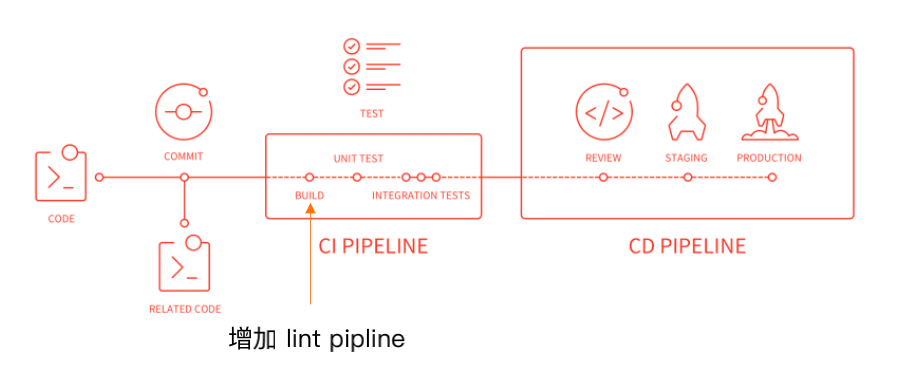 TEST
COMMIT
UNIT TEST
REVIEW
STAGING
PRODUCTION
CODE
BUILD
INTEGRATION TESTS
CI PIPELINE
CD PIPELINE
RELATED CODE
增加 lint pipline